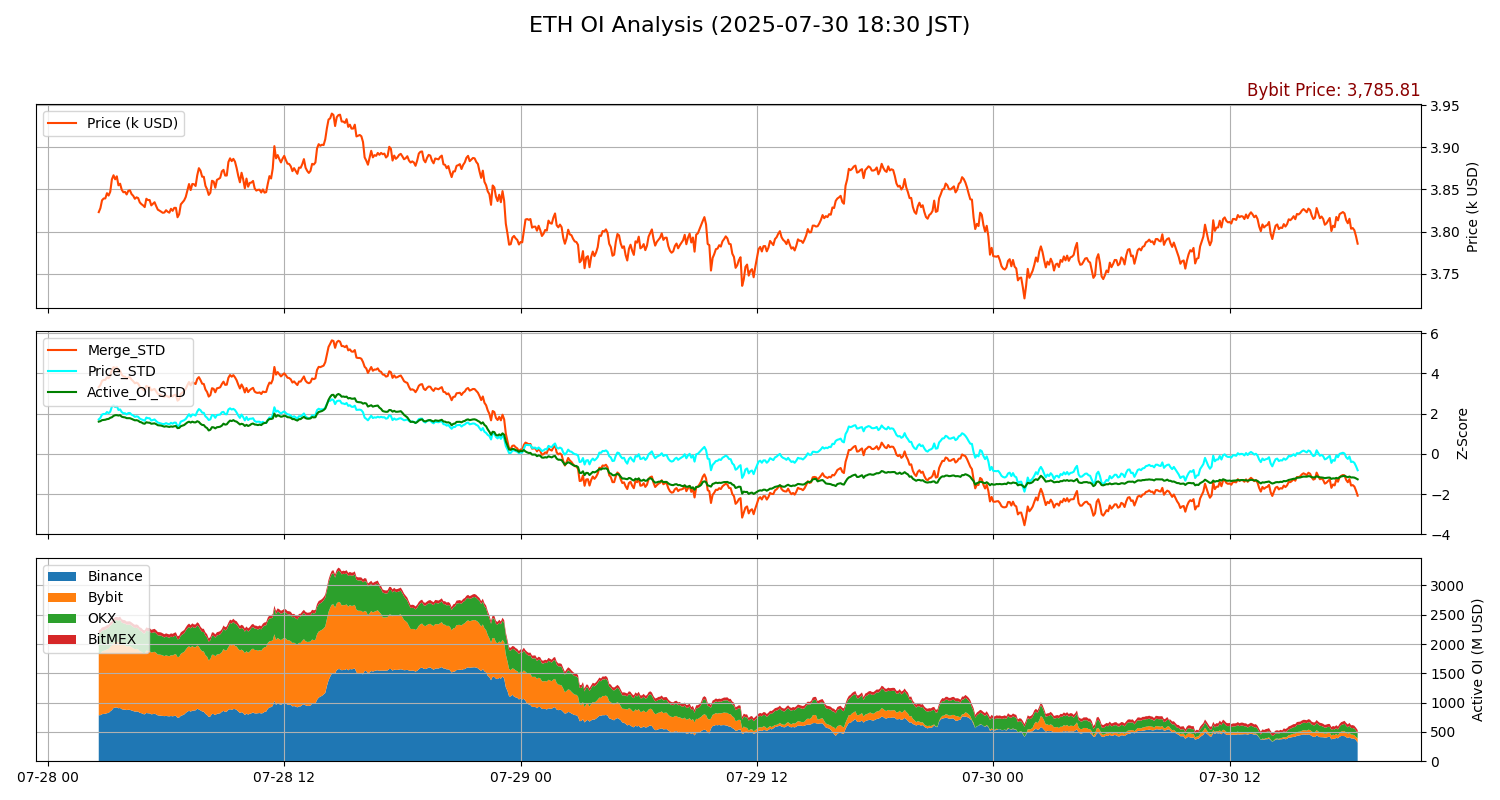 ETH OI Analysis (2025-07-30 18:30 JST)
Bybit Price: 3,785.81
Price (k USD)
3.95
3.90
3.85
3.80
3.75
Price (k USD)
Merge_STD
Price_STD
Active_OI_STD
6
4
2
0
−2
−4
Z-Score
Binance
Bybit
OKX
BitMEX
3000
2500
2000
1500
1000
500
0
Active OI (M USD)
07-28 00
07-28 12
07-29 00
07-29 12
07-30 00
07-30 12